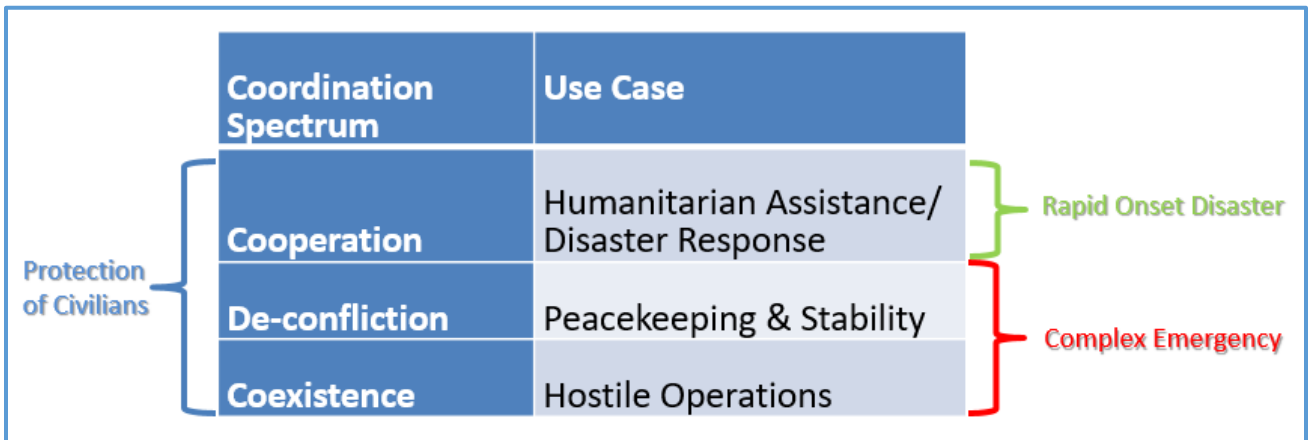 Coordination
Spectrum
Use Case
Protection
of Civilians
Cooperation
Humanitarian Assistance/
Disaster Response
Rapid Onset Disaster
De-confliction
Peacekeeping & Stability
Complex Emergency
Coexistence
Hostile Operations